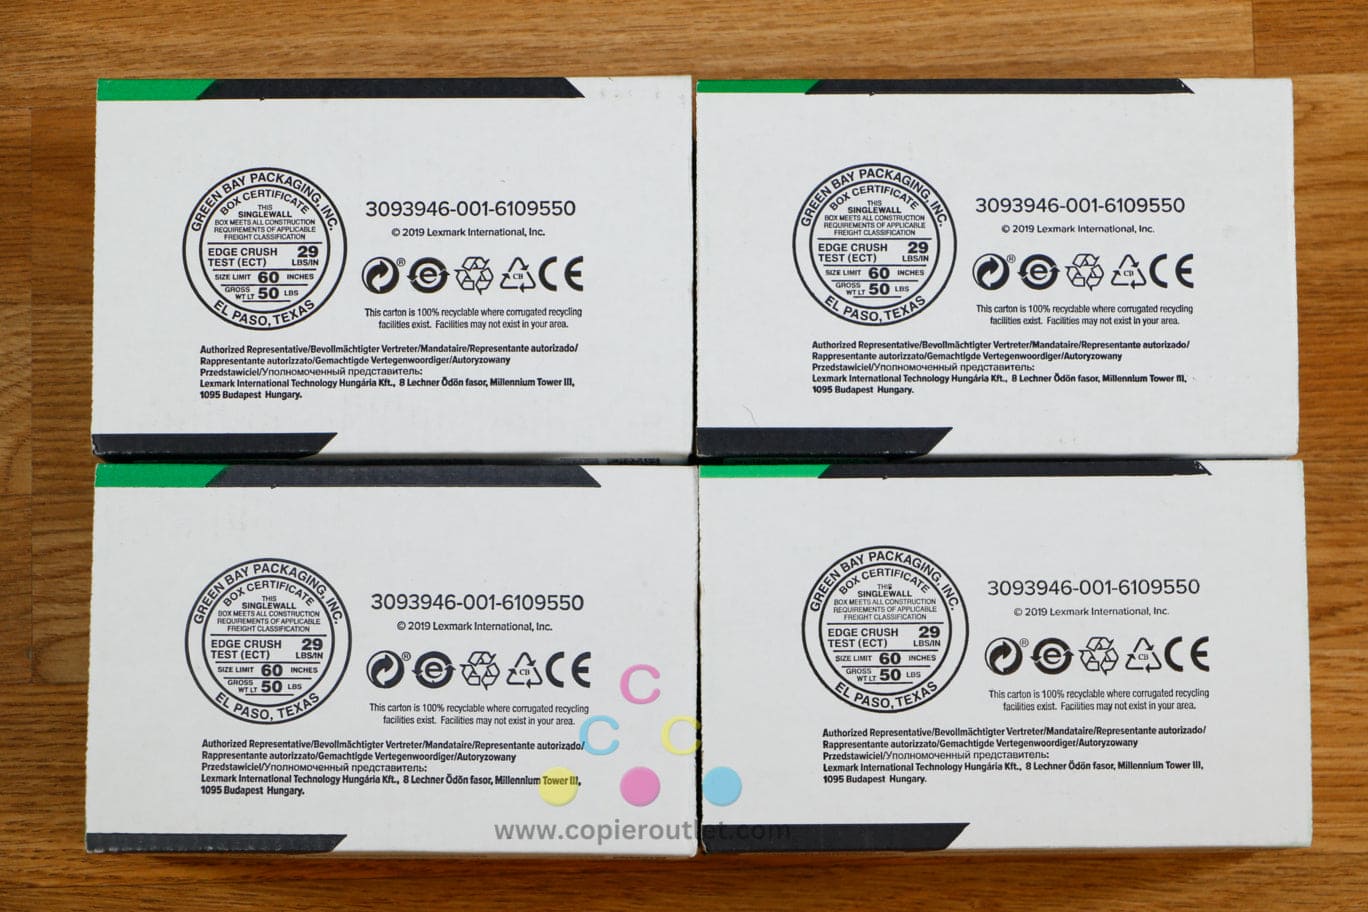 GREEN BAY PACKAGING, INC.
BOX CERTIFICATE
THIS
SINGLEWALL
BOX MEETS ALL CONSTRUCTION
REQUIREMENTS OF APPLICABLE
FREIGHT CLASSIFICATION
EDGE CRUSH 29
TEST (ECT) LBS/IN
SIZE LIMIT 60 INCHES
GROSS
WT LT 50 LBS
EL PASO, TEXAS
3093946-001-6109550
© 2019 Lexmark International, Inc.
® e CB CE
This carton is 100% recyclable where corrugated recycling
facilities exist. Facilities may not exist in your area.
Authorized Representative/Bevollmächtigter Vertreter/Mandataire/Representante autorizado/
Rappresentante autorizzato/Gemachtigde Vertegenwoordiger/Autoryzowany
Przedstawiciel/Уполномоченный представитель:
Lexmark International Technology Hungária Kft., 8 Lechner Ödön fasor, Millennium Tower III,
1095 Budapest Hungary.
GREEN BAY PACKAGING, INC.
BOX CERTIFICATE
THIS
SINGLEWALL
BOX MEETS ALL CONSTRUCTION
REQUIREMENTS OF APPLICABLE
FREIGHT CLASSIFICATION
EDGE CRUSH 29
TEST (ECT) LBS/IN
SIZE LIMIT 60 INCHES
GROSS
WT LT 50 LBS
EL PASO, TEXAS
3093946-001-6109550
© 2019 Lexmark International, Inc.
® e CB CE
This carton is 100% recyclable where corrugated recycling
facilities exist. Facilities may not exist in your area.
Authorized Representative/Bevollmächtigter Vertreter/Mandataire/Representante autorizado/
Rappresentante autorizzato/Gemachtigde Vertegenwoordiger/Autoryzowany
Przedstawiciel/Уполномоченный представитель:
Lexmark International Technology Hungária Kft., 8 Lechner Ödön fasor, Millennium Tower III,
1095 Budapest Hungary.
GREEN BAY PACKAGING, INC.
BOX CERTIFICATE
THIS
SINGLEWALL
BOX MEETS ALL CONSTRUCTION
REQUIREMENTS OF APPLICABLE
FREIGHT CLASSIFICATION
EDGE CRUSH 29
TEST (ECT) LBS/IN
SIZE LIMIT 60 INCHES
GROSS
WT LT 50 LBS
EL PASO, TEXAS
3093946-001-6109550
© 2019 Lexmark International, Inc.
® e CB CE
This carton is 100% recyclable where corrugated recycling
facilities exist. Facilities may not exist in your area.
Authorized Representative/Bevollmächtigter Vertreter/Mandataire/Representante autorizado/
Rappresentante autorizzato/Gemachtigde Vertegenwoordiger/Autoryzowany
Przedstawiciel/Уполномоченный представитель:
Lexmark International Technology Hungária Kft., 8 Lechner Ödön fasor, Millennium Tower III,
1095 Budapest Hungary.
GREEN BAY PACKAGING, INC.
BOX CERTIFICATE
THIS
SINGLEWALL
BOX MEETS ALL CONSTRUCTION
REQUIREMENTS OF APPLICABLE
FREIGHT CLASSIFICATION
EDGE CRUSH 29
TEST (ECT) LBS/IN
SIZE LIMIT 60 INCHES
GROSS
WT LT 50 LBS
EL PASO, TEXAS
3093946-001-6109550
© 2019 Lexmark International, Inc.
® e CB CE
This carton is 100% recyclable where corrugated recycling
facilities exist. Facilities may not exist in your area.
Authorized Representative/Bevollmächtigter Vertreter/Mandataire/Representante autorizado/
Rappresentante autorizzato/Gemachtigde Vertegenwoordiger/Autoryzowany
Przedstawiciel/Уполномоченный представитель:
Lexmark International Technology Hungária Kft., 8 Lechner Ödön fasor, Millennium Tower III,
1095 Budapest Hungary.
C
C C
www.copieroutlet.com